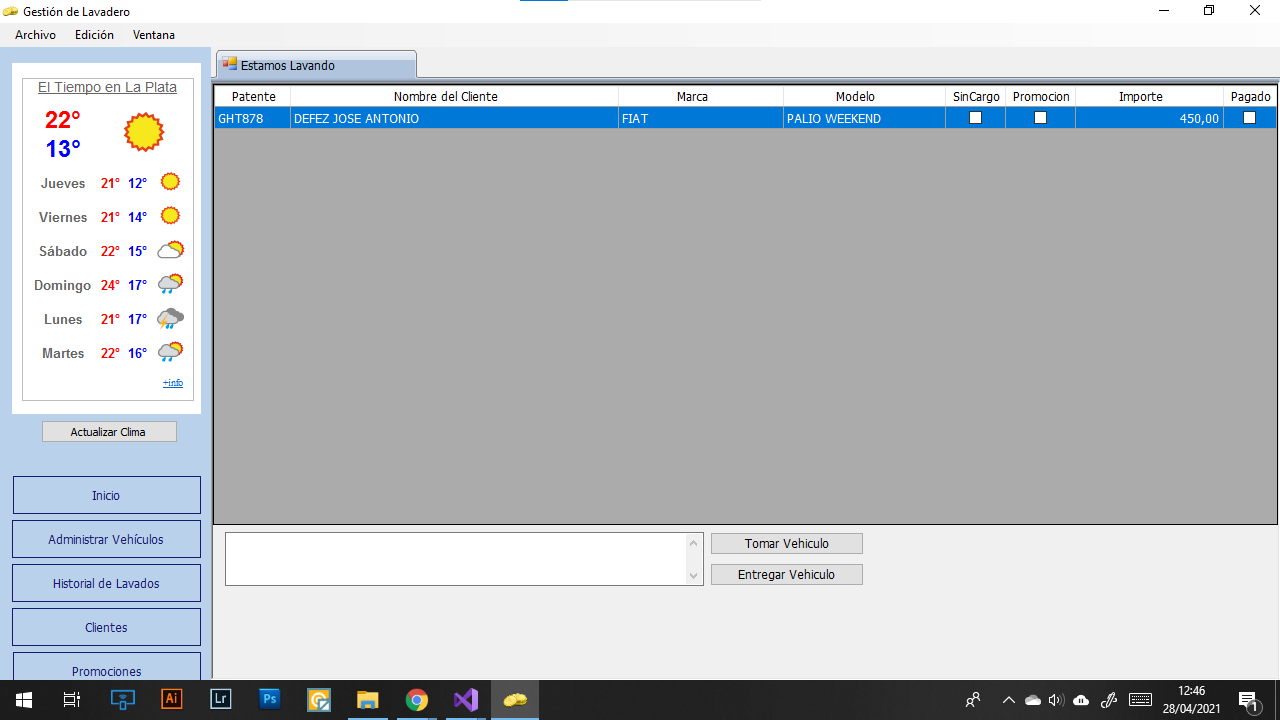 Gestión de Lavadero
Archivo Edición Ventana
El Tiempo en La Plata
22°
13°
Jueves 21° 12°
Viernes 21° 14°
Sábado 22° 15°
Domingo 24° 17°
Lunes 21° 17°
Martes 22° 16°
+info
Actualizar Clima
Inicio
Administrar Vehículos
Historial de Lavados
Clientes
Promociones
Estamos Lavando
Patente Nombre del Cliente Marca Modelo SinCargo Promocion Importe Pagado
GHT878 DEFEZ JOSE ANTONIO FIAT PALIO WEEKEND 450,00
Tomar Vehiculo
Entregar Vehiculo
Ai Lr Ps
12:46
28/04/2021
1